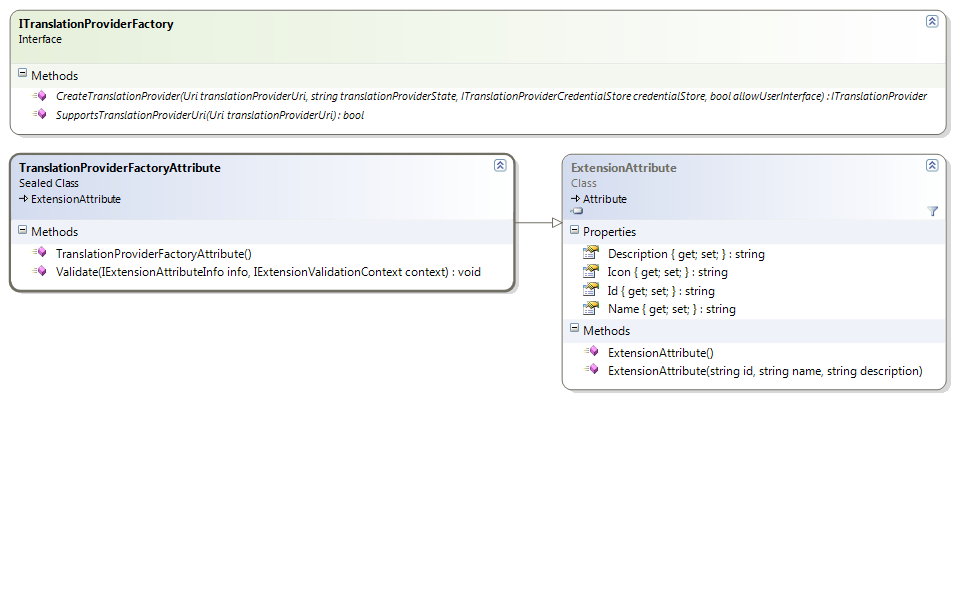 ITranslationProviderFactory
Interface
Methods
CreateTranslationProvider(Uri translationProviderUri, string translationProviderState, ITranslationProviderCredentialStore credentialStore, bool allowUserInterface) : ITranslationProvider
SupportsTranslationProviderUri(Uri translationProviderUri) : bool
TranslationProviderFactoryAttribute
Sealed Class
ExtensionAttribute
Methods
TranslationProviderFactoryAttribute()
Validate(IExtensionAttributeInfo info, IExtensionValidationContext context) : void
ExtensionAttribute
Class
Attribute
Properties
Description { get; set; } : string
Icon { get; set; } : string
Id { get; set; } : string
Name { get; set; } : string
Methods
ExtensionAttribute()
ExtensionAttribute(string id, string name, string description)